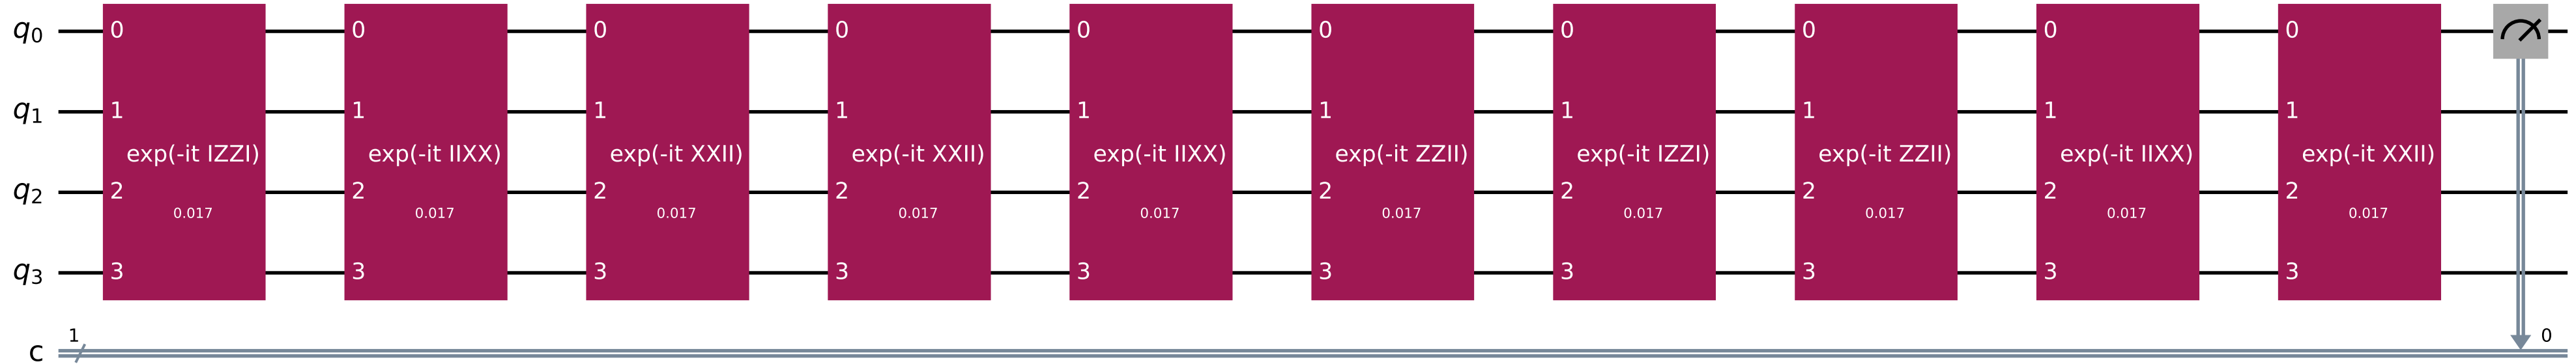 q0 0 0 0 0 0 0 0 0 0 0
q1 1 1 1 1 1 1 1 1 1 1
exp(-it IZZI) exp(-it IIXX) exp(-it XXII) exp(-it XXII) exp(-it IIXX) exp(-it ZZII) exp(-it IZZI) exp(-it ZZII) exp(-it IIXX) exp(-it XXII)
q2 2 2 2 2 2 2 2 2 2 2
0.017 0.017 0.017 0.017 0.017 0.017 0.017 0.017 0.017 0.017
q3 3 3 3 3 3 3 3 3 3 3
1 0
c